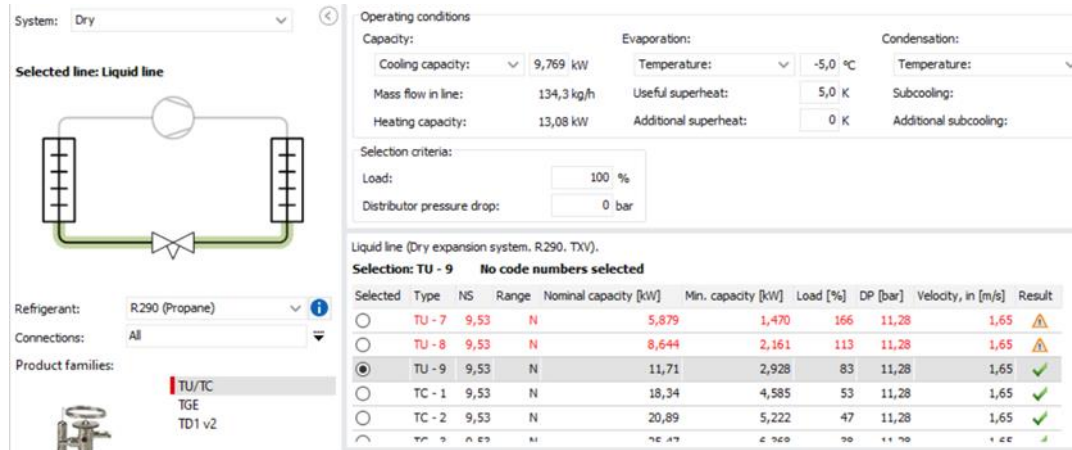 System: Dry
Selected line: Liquid line
Refrigerant: R290 (Propane)
Connections: All
Product families:
TU/TC
TGE
TD1 v2
Operating conditions
Capacity: Evaporation: Condensation:
Cooling capacity: 9,769 kW Temperature: -5,0 °C Temperature:
Mass flow in line: 134,3 kg/h Useful superheat: 5,0 K Subcooling:
Heating capacity: 13,08 kW Additional superheat: 0 K Additional subcooling:
Selection criteria:
Load: 100 %
Distributor pressure drop: 0 bar
Liquid line (Dry expansion system. R290. TXV).
Selection: TU - 9 No code numbers selected
Selected Type NS Range Nominal capacity [kW] Min. capacity [kW] Load [%] DP [bar] Velocity, in [m/s] Result
TU - 7 9,53 N 5,879 1,470 166 11,28 1,65
TU - 8 9,53 N 8,644 2,161 113 11,28 1,65
TU - 9 9,53 N 11,71 2,928 83 11,28 1,65
TC - 1 9,53 N 18,34 4,585 53 11,28 1,65
TC - 2 9,53 N 20,89 5,222 47 11,28 1,65